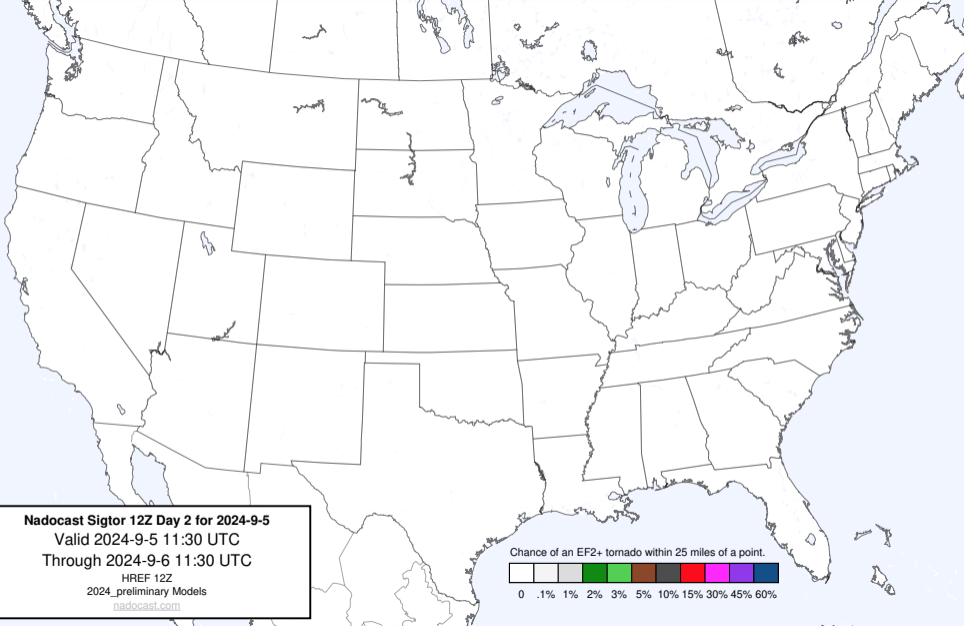 Nadocast Sigtor 12Z Day 2 for 2024-9-5
Valid 2024-9-5 11:30 UTC
Through 2024-9-6 11:30 UTC
HREF 12Z
2024_preliminary Models
nadocast.com
Chance of an EF2+ tornado within 25 miles of a point.
0 .1% 1% 2% 3% 5% 10% 15% 30% 45% 60%